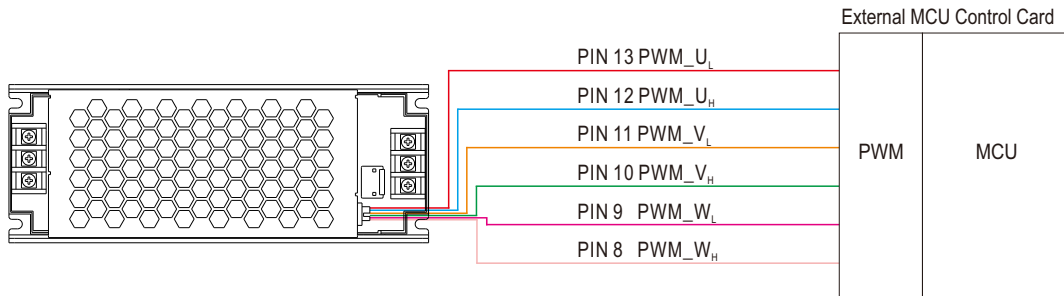 External MCU Control Card
PIN 13 PWM_UL
PIN 12 PWM_UH
PIN 11 PWM_VL
PIN 10 PWM_VH
PIN 9 PWM_WL
PIN 8 PWM_WH
PWM
MCU